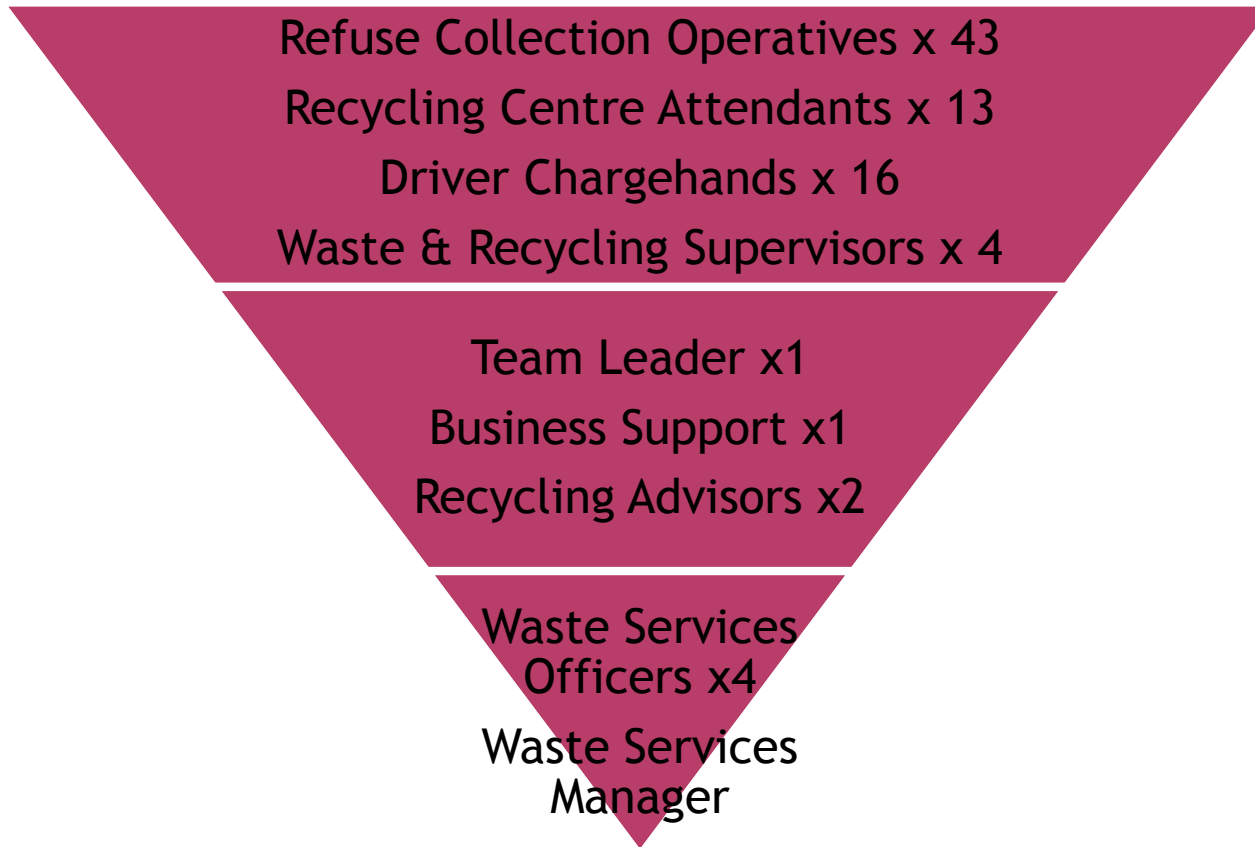 Refuse Collection Operatives x 43
Recycling Centre Attendants x 13
Driver Chargehands x 16
Waste & Recycling Supervisors x 4
Team Leader x1
Business Support x1
Recycling Advisors x2
Waste Services
Officers x4
Waste Services
Manager